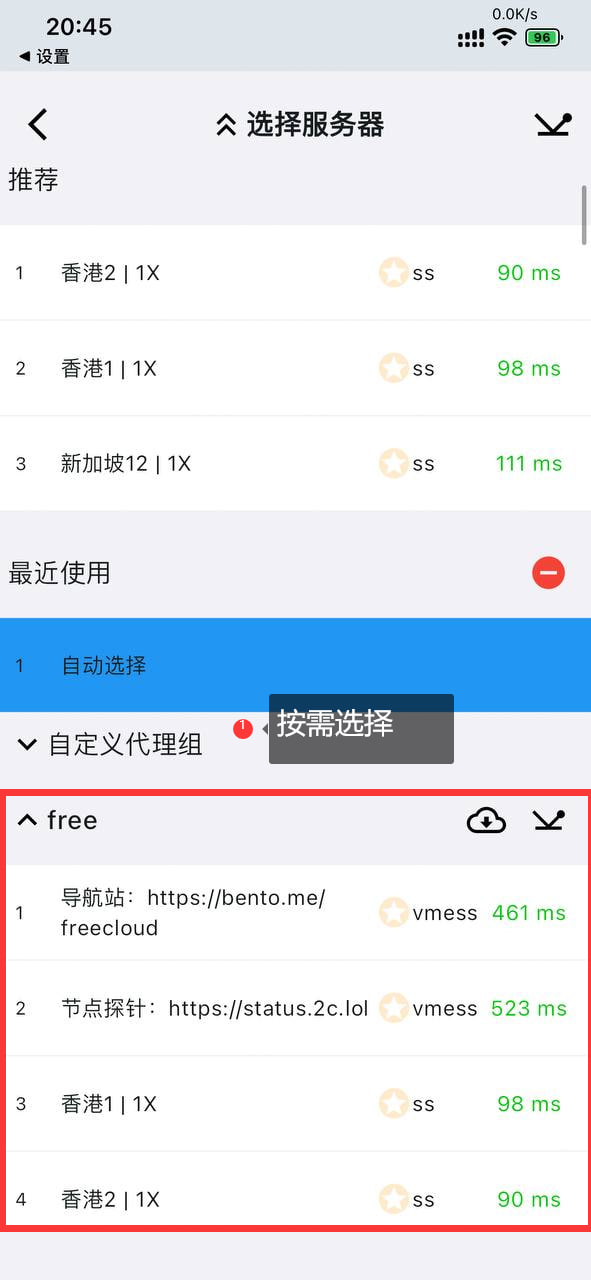 0.0K/s
20:45
96
◀ 设置
选择服务器
推荐
1 香港2 | 1X ss 90 ms
2 香港1 | 1X ss 98 ms
3 新加坡12 | 1X ss 111 ms
最近使用
1 自动选择
自定义代理组
1 按需选择
free
1 导航站：https://bento.me/
freecloud vmess 461 ms
2 节点探针：https://status.2c.lol vmess 523 ms
3 香港1 | 1X ss 98 ms
4 香港2 | 1X ss 90 ms